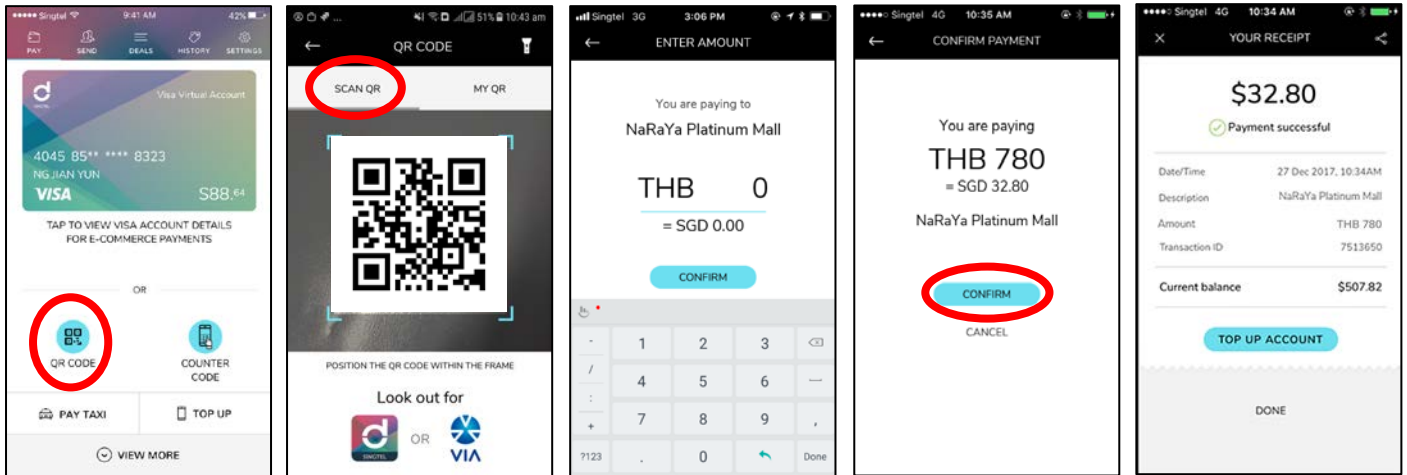 Singtel 9:41 AM 42%
PAY SEND DEALS HISTORY SETTINGS
d
SINGTEL
Visa Virtual Account
4045 85** **** 8323
NG JIAN YUN
VISA S88.64
TAP TO VIEW VISA ACCOUNT DETAILS
FOR E-COMMERCE PAYMENTS
OR
QR CODE
COUNTER
CODE
PAY TAXI
TOP UP
VIEW MORE
... 51% 10:43 am
QR CODE
SCAN QR MY QR
POSITION THE QR CODE WITHIN THE FRAME
Look out for
d
SINGTEL
OR
VIA
Singtel 3G 3:06 PM
ENTER AMOUNT
You are paying to
NaRaYa Platinum Mall
THB 0
= SGD 0.00
CONFIRM
- 1 2 3
/ 4 5 6
:
+ 7 8 9 ,
?123 . 0 Done
Singtel 4G 10:35 AM
CONFIRM PAYMENT
You are paying
THB 780
= SGD 32.80
NaRaYa Platinum Mall
CONFIRM
CANCEL
Singtel 4G 10:34 AM
YOUR RECEIPT
$32.80
Payment successful
Date/Time 27 Dec 2017, 10:34AM
Description NaRaYa Platinum Mall
Amount THB 780
Transaction ID 7513650
Current balance $507.82
TOP UP ACCOUNT
DONE